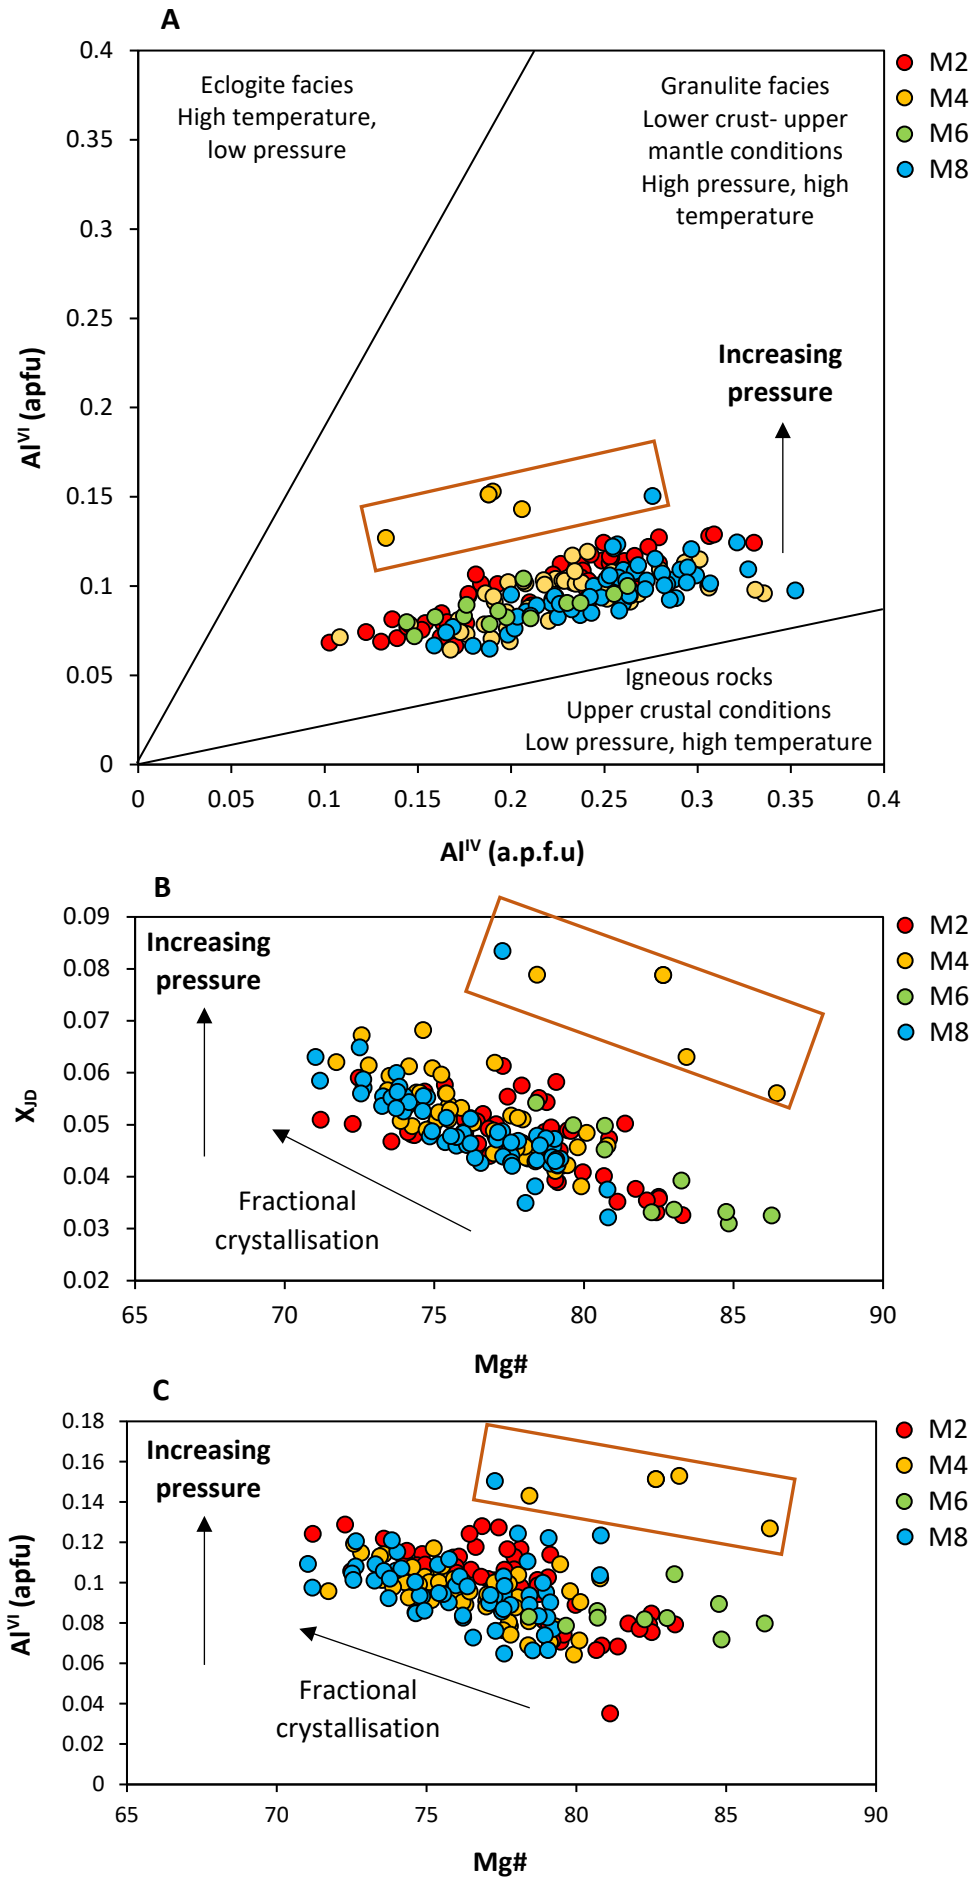 A
M2
M4
M6
M8
Eclogite facies
High temperature,
low pressure
Granulite facies
Lower crust- upper
mantle conditions
High pressure, high
temperature
Increasing
pressure
Igneous rocks
Upper crustal conditions
Low pressure, high temperature
0.4
0.35
0.3
0.25
0.2
0.15
0.1
0.05
0
Al^VI (apfu)
0 0.05 0.1 0.15 0.2 0.25 0.3 0.35 0.4
Al^IV (a.p.f.u)
B
M2
M4
M6
M8
Increasing
pressure
Fractional
crystallisation
0.09
0.08
0.07
0.06
0.05
0.04
0.03
0.02
X_JD
65 70 75 80 85 90
Mg#
C
M2
M4
M6
M8
Increasing
pressure
Fractional
crystallisation
0.18
0.16
0.14
0.12
0.1
0.08
0.06
0.04
0.02
0
Al^VI (apfu)
65 70 75 80 85 90
Mg#